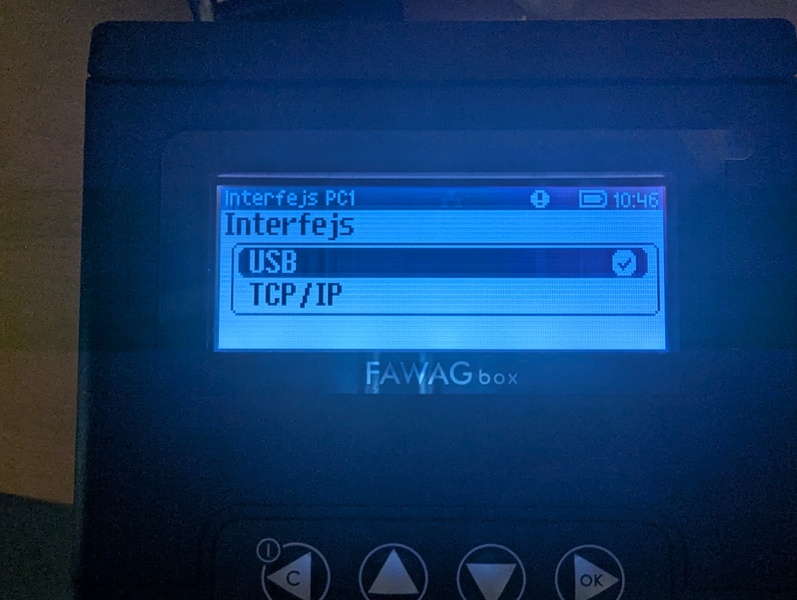 Interfejs PC1 10:46
Interfejs
USB
TCP/IP
FAWAG box
C
OK